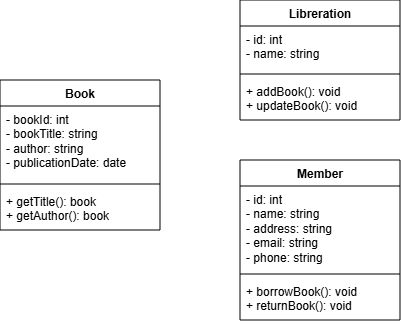 Libreration
- id: int
- name: string
+ addBook(): void
+ updateBook(): void
Book
- bookId: int
- bookTitle: string
- author: string
- publicationDate: date
+ getTitle(): book
+ getAuthor(): book
Member
- id: int
- name: string
- address: string
- email: string
- phone: string
+ borrowBook(): void
+ returnBook(): void